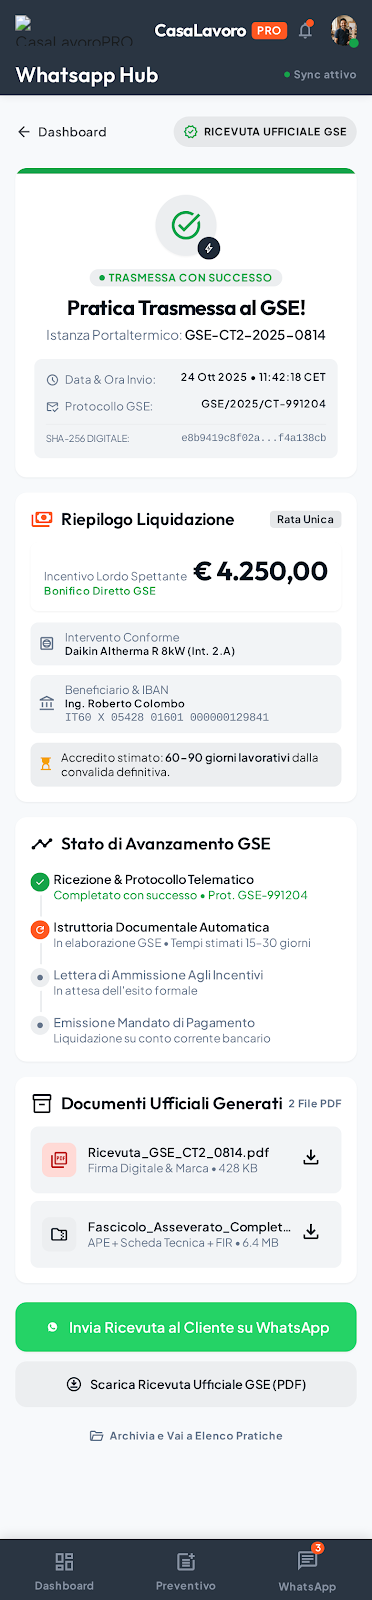 CasaLavoroPRO
CasaLavoro PRO
Whatsapp Hub
Sync attivo
Dashboard
RICEVUTA UFFICIALE GSE
TRASMESSA CON SUCCESSO
Pratica Trasmessa al GSE!
Istanza Portaltermico: GSE-CT2-2025-0814
Data & Ora Invio: 24 Ott 2025 • 11:42:18 CET
Protocollo GSE: GSE/2025/CT-991204
SHA-256 DIGITALE: e8b9419c8f02a...f4a138cb
Riepilogo Liquidazione Rata Unica
Incentivo Lordo Spettante € 4.250,00
Bonifico Diretto GSE
Intervento Conforme
Daikin Altherma R 8kW (Int. 2.A)
Beneficiario & IBAN
Ing. Roberto Colombo
IT60 X 05428 01601 000000129841
Accredito stimato: 60-90 giorni lavorativi dalla
convalida definitiva.
Stato di Avanzamento GSE
Ricezione & Protocollo Telematico
Completato con successo • Prot. GSE-991204
Istruttoria Documentale Automatica
In elaborazione GSE • Tempi stimati 15-30 giorni
Lettera di Ammissione Agli Incentivi
In attesa dell'esito formale
Emissione Mandato di Pagamento
Liquidazione su conto corrente bancario
Documenti Ufficiali Generati 2 File PDF
Ricevuta_GSE_CT2_0814.pdf
Firma Digitale & Marca • 428 KB
Fascicolo_Asseverato_Complet...
APE + Scheda Tecnica + FIR • 6.4 MB
Invia Ricevuta al Cliente su WhatsApp
Scarica Ricevuta Ufficiale GSE (PDF)
Archivia e Vai a Elenco Pratiche
3
Dashboard Preventivo WhatsApp